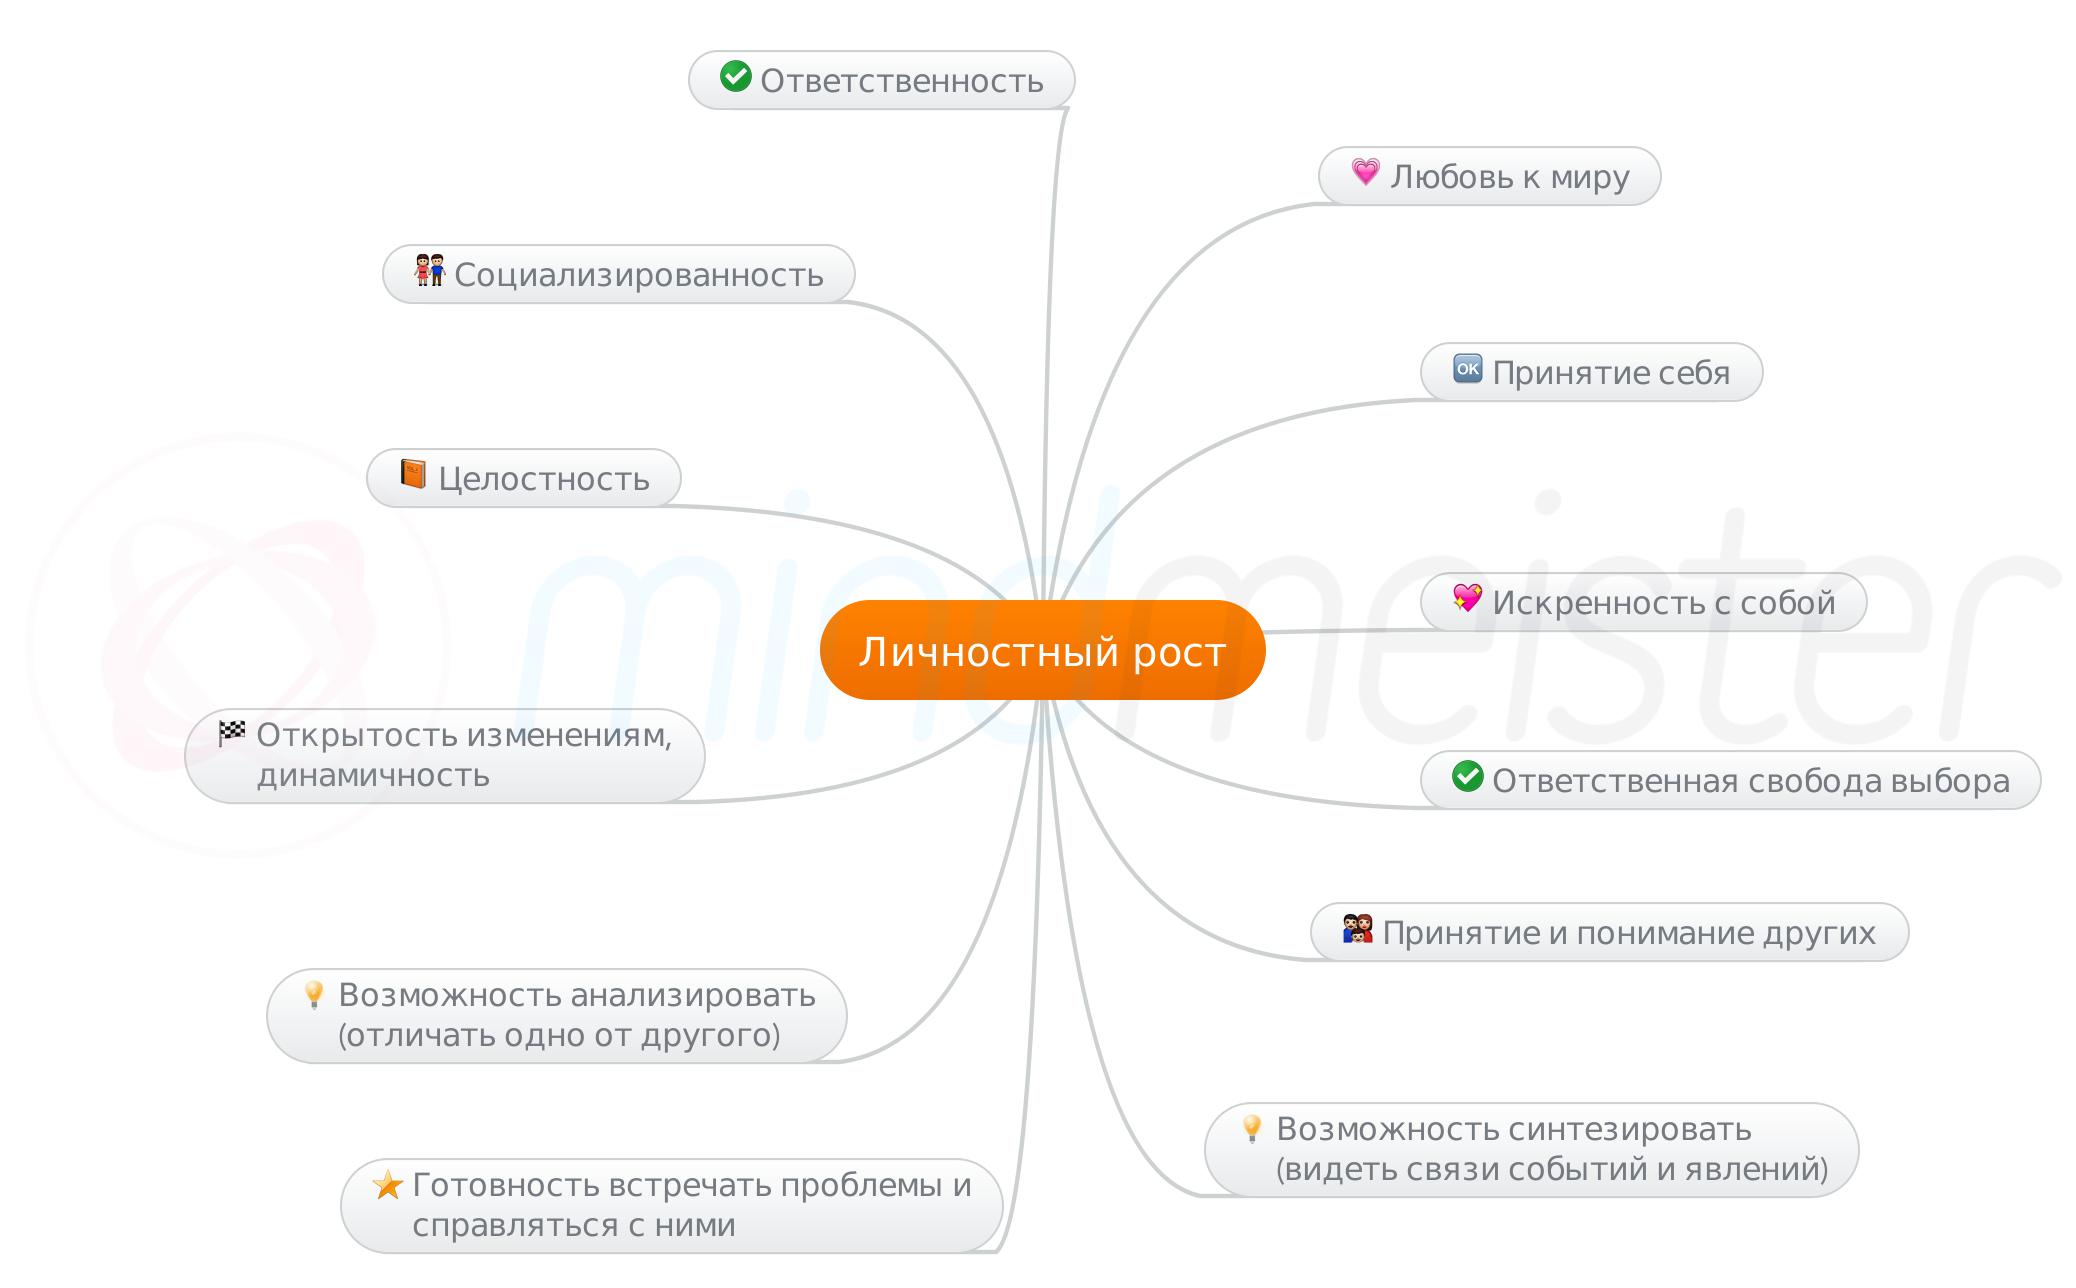 Ответственность
Любовь к миру
Социализированность
Принятие себя
Целостность
Искренность с собой
Личностный рост
mindmeister
Открытость изменениям,
динамичность
Ответственная свобода выбора
Принятие и понимание других
Возможность анализировать
(отличать одно от другого)
Возможность синтезировать
(видеть связи событий и явлений)
Готовность встречать проблемы и
справляться с ними
OK